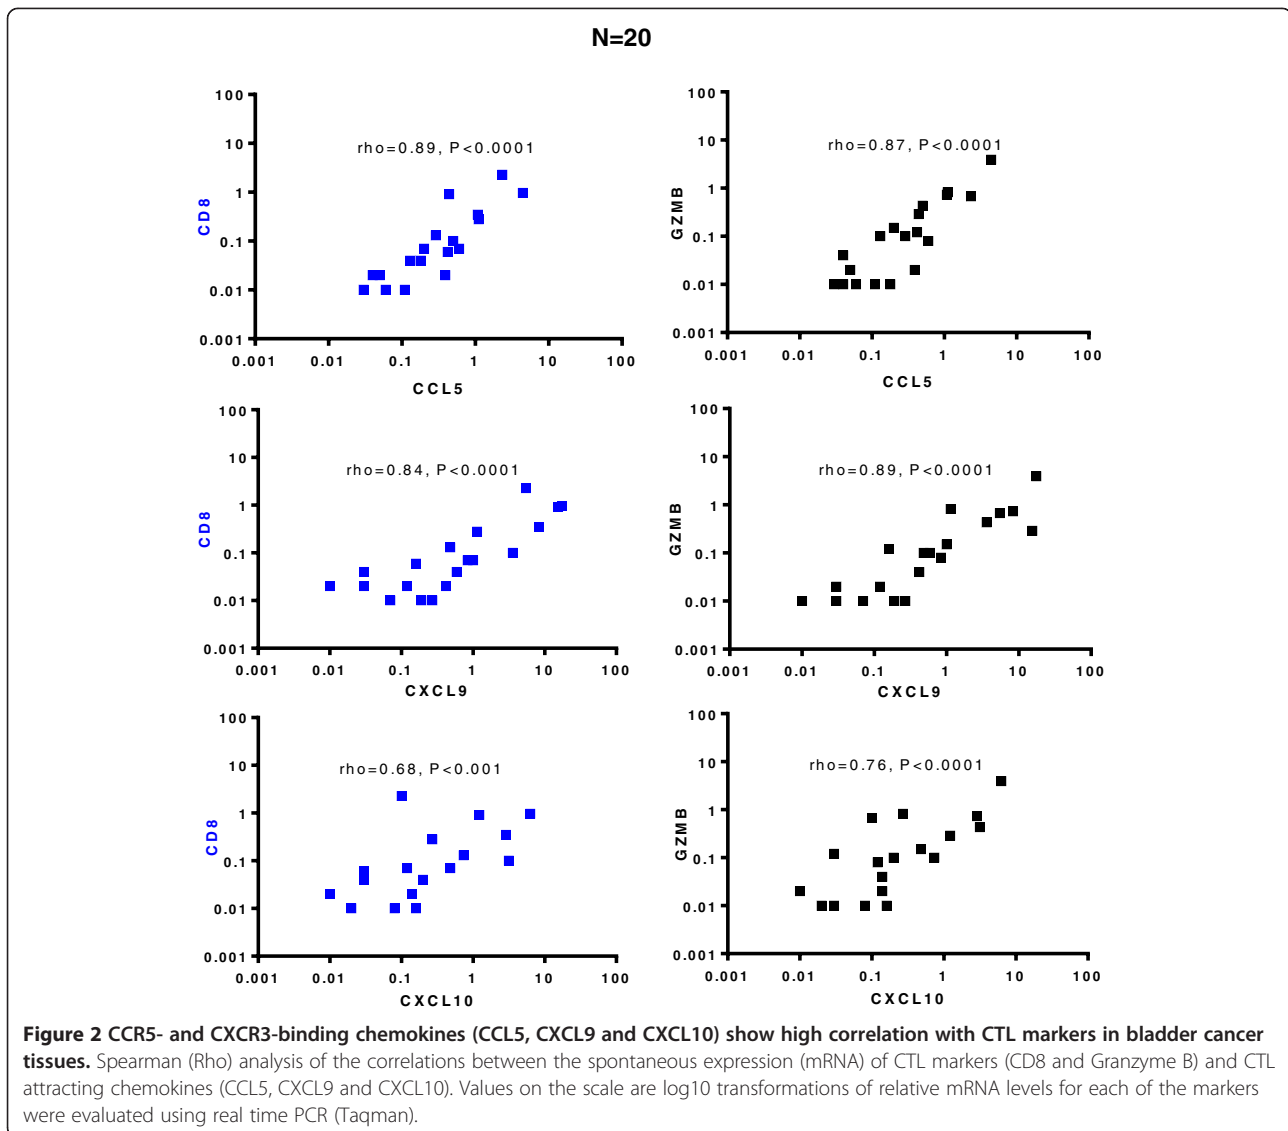 N=20
100
10
1
0.1
0.01
0.001
CD8
rho=0.89, P<0.0001
0.001 0.01 0.1 1 10 100
CCL5
100
10
1
0.1
0.01
0.001
GZMB
rho=0.87, P<0.0001
0.001 0.01 0.1 1 10 100
CCL5
100
10
1
0.1
0.01
0.001
CD8
rho=0.84, P<0.0001
0.001 0.01 0.1 1 10 100
CXCL9
100
10
1
0.1
0.01
0.001
GZMB
rho=0.89, P<0.0001
0.001 0.01 0.1 1 10 100
CXCL9
100
10
1
0.1
0.01
0.001
CD8
rho=0.68, P<0.001
0.001 0.01 0.1 1 10 100
CXCL10
100
10
1
0.1
0.01
0.001
GZMB
rho=0.76, P<0.0001
0.001 0.01 0.1 1 10 100
CXCL10
Figure 2 CCR5- and CXCR3-binding chemokines (CCL5, CXCL9 and CXCL10) show high correlation with CTL markers in bladder cancer
tissues. Spearman (Rho) analysis of the correlations between the spontaneous expression (mRNA) of CTL markers (CD8 and Granzyme B) and CTL
attracting chemokines (CCL5, CXCL9 and CXCL10). Values on the scale are log10 transformations of relative mRNA levels for each of the markers
were evaluated using real time PCR (Taqman).